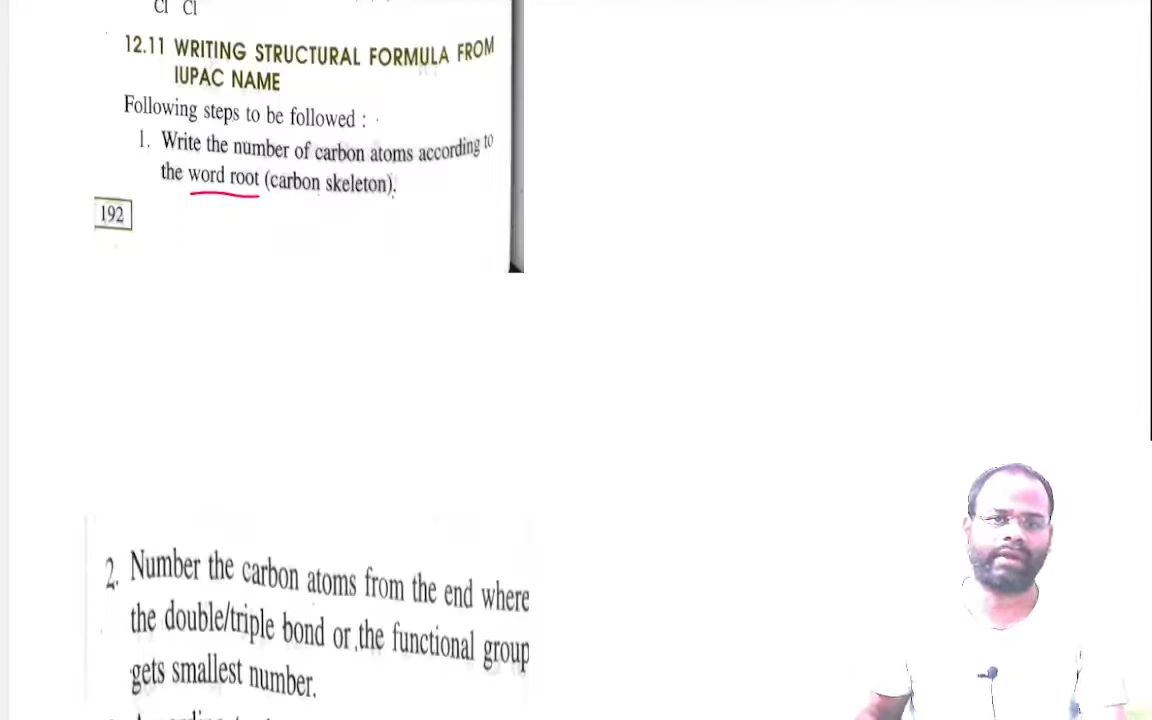 Cl Cl
12.11 WRITING STRUCTURAL FORMULA FROM
IUPAC NAME
Following steps to be followed :
1. Write the number of carbon atoms according to
the word root (carbon skeleton).
192
2. Number the carbon atoms from the end where
the double/triple bond or the functional group
gets smallest number.